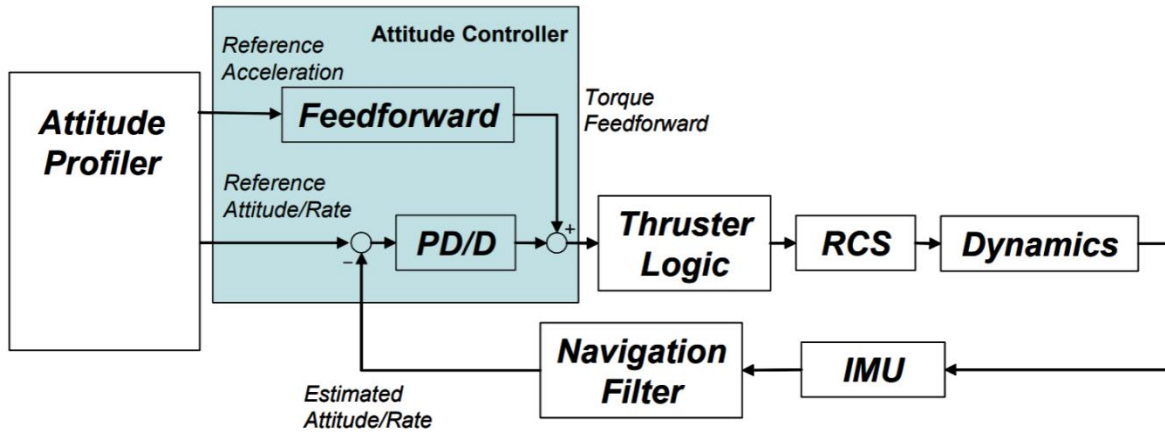 Attitude Controller
Reference
Acceleration
Attitude
Profiler
Feedforward
Torque
Feedforward
Reference
Attitude/Rate
+
−
PD/D
Thruster
Logic
RCS
Dynamics
Navigation
Filter
IMU
Estimated
Attitude/Rate